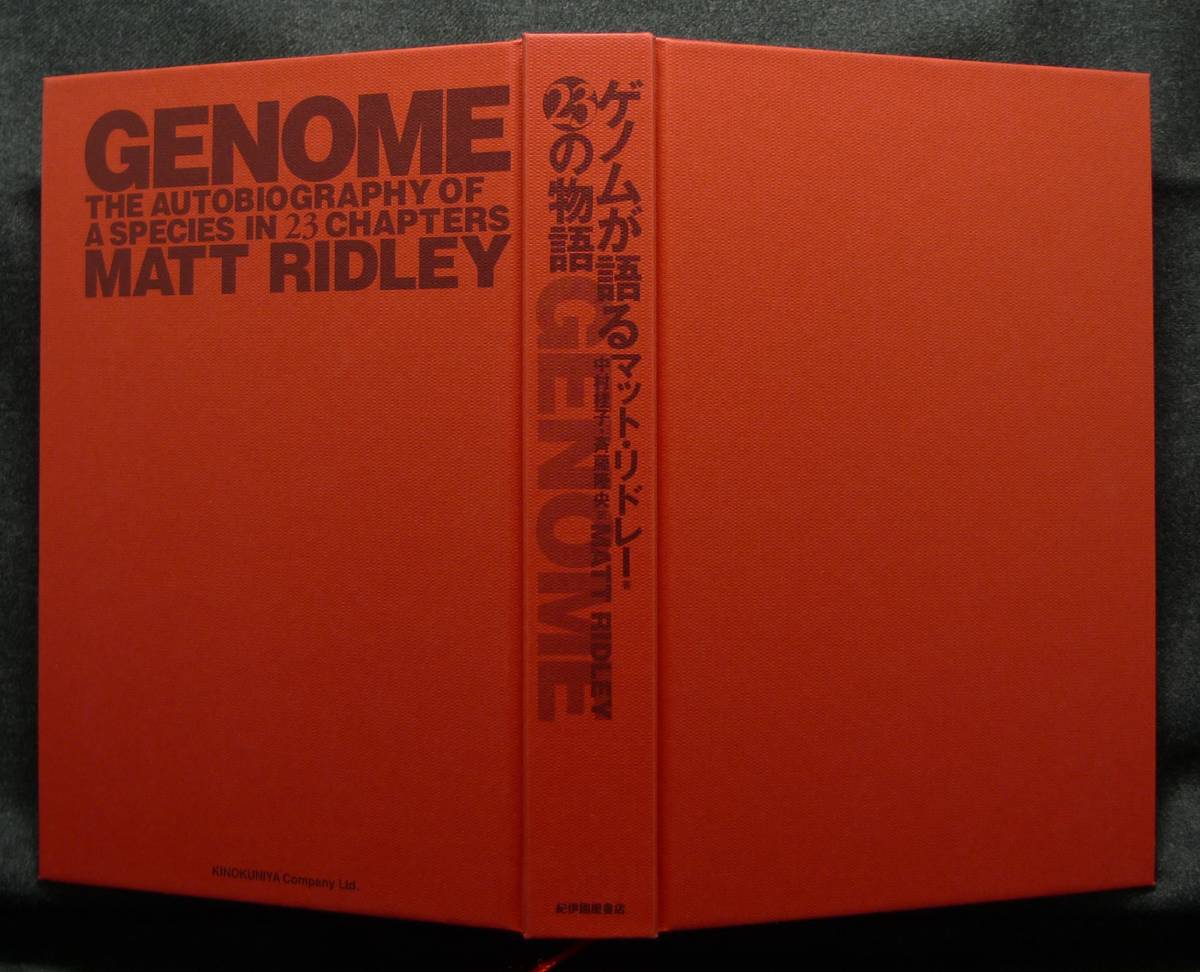 GENOME
THE AUTOBIOGRAPHY OF
A SPECIES IN 23 CHAPTERS
MATT RIDLEY
KINOKUNIYA Company Ltd.
ゲノムが語る
23の物語
マット・リドレー
MATT RIDLEY
GENOME
紀伊國屋書店